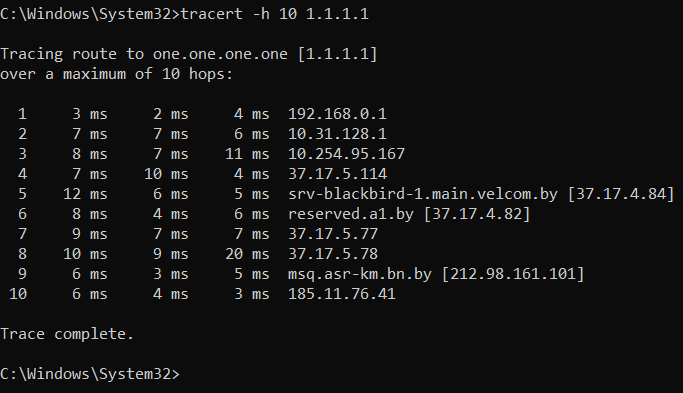 C:\Windows\System32>tracert -h 10 1.1.1.1
Tracing route to one.one.one.one [1.1.1.1]
over a maximum of 10 hops:
1 3 ms 2 ms 4 ms 192.168.0.1
2 7 ms 7 ms 6 ms 10.31.128.1
3 8 ms 7 ms 11 ms 10.254.95.167
4 7 ms 10 ms 4 ms 37.17.5.114
5 12 ms 6 ms 5 ms srv-blackbird-1.main.velcom.by [37.17.4.84]
6 8 ms 4 ms 6 ms reserved.a1.by [37.17.4.82]
7 9 ms 7 ms 7 ms 37.17.5.77
8 10 ms 9 ms 20 ms 37.17.5.78
9 6 ms 3 ms 5 ms msq.asr-km.bn.by [212.98.161.101]
10 6 ms 4 ms 3 ms 185.11.76.41
Trace complete.
C:\Windows\System32>